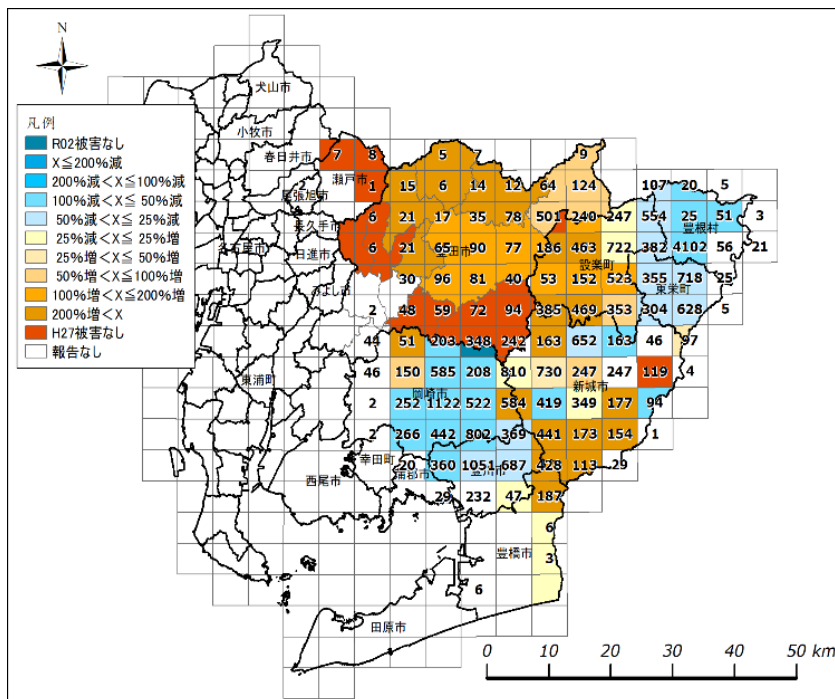 N
犬山市
小牧市
凡例
R02被害なし
X≦200%減
200%減<X≦100%減
100%減<X≦50%減
50%減<X≦25%減
25%減<X≦25%増
25%増<X≦50%増
50%増<X≦100%増
100%増<X≦200%増
200%増<X
H27被害なし
報告なし
春日井市 7 8 5 7 9
瀬戸市
2 1 15 6 14 12 64 124 107 20 5
尾張旭市
長久手市 6 21 17 35 78 501 240 247 554 25 51 3
豊根村
名古屋市 日進市 6 21 65 90 77 186 463 722 382 4102 56 21
豊田市 設楽町
みよし市 30 96 81 40 53 152 523 355 718 25
東栄町
2 48 59 72 94 385 469 353 304 628 5
44 51 203 348 242 163 652 163 46 97
東浦町 46 150 585 208 810 730 247 247 119 4
岡崎市 新城市
2 252 1122 522 584 419 349 177 94
2 266 442 802 369 441 173 154 1
幸田町
西尾市 20 360 1051 687 428 113 29
蒲郡市 豊川市
29 232 47 187
6
豊橋市 3
6
田原市
0 10 20 30 40 50 km